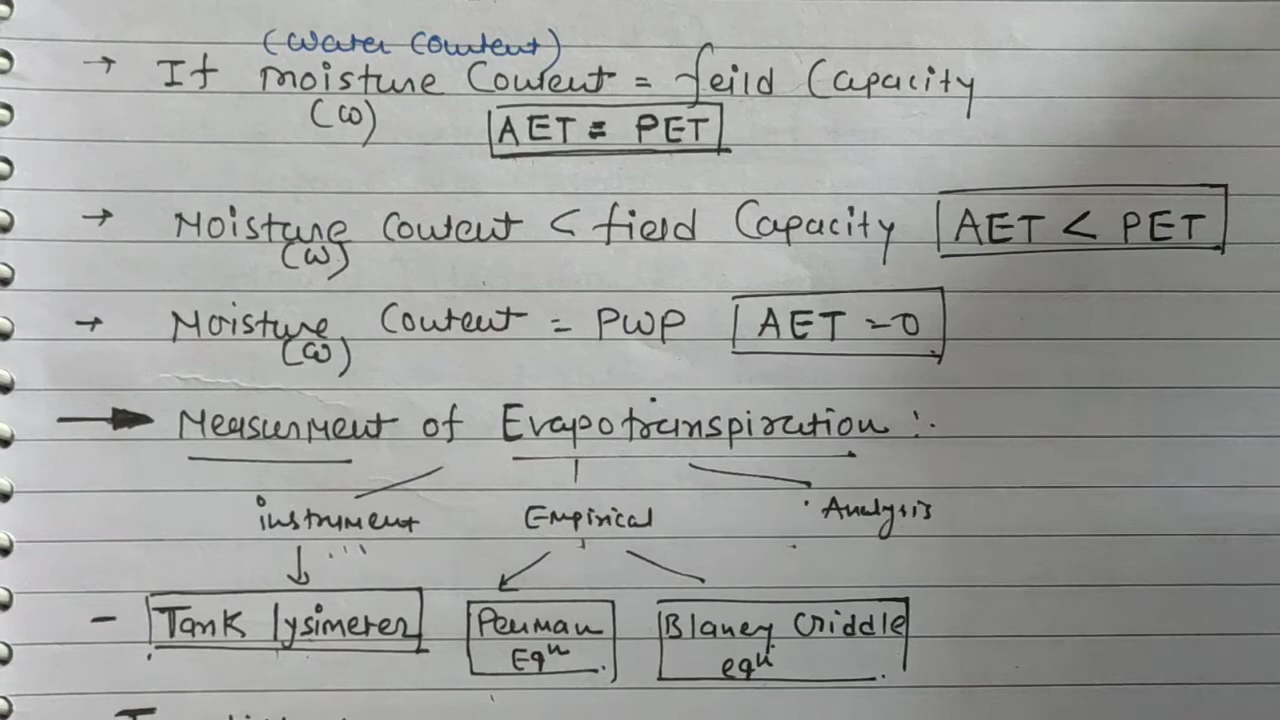 (Water Content)
→ If Moisture Content = feild Capacity
(ω)
AET = PET
→ Moisture Content < field Capacity AET < PET
(ω)
→ Moisture Content = PWP AET = 0
(ω)
→ Measurment of Evapotranspiration :.
instrument Empirical Analysis
- Tank lysimeter Penman Blaney Criddle
Eqⁿ eqⁿ